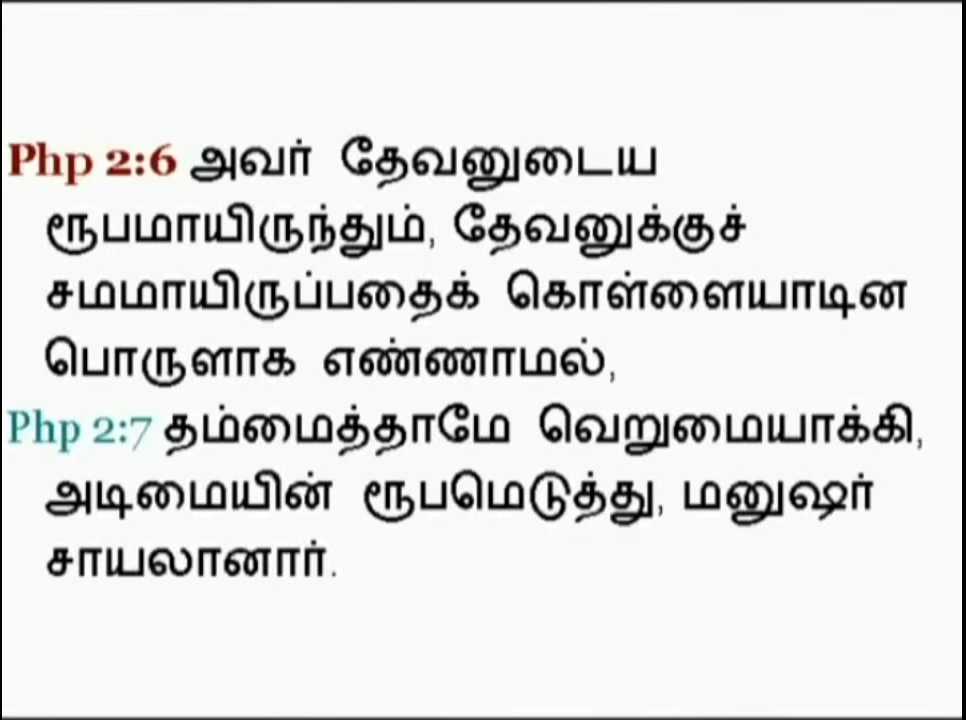 Php 2:6 அவர் தேவனுடைய
ரூபமாயிருந்தும், தேவனுக்குச்
சமமாயிருப்பதைக் கொள்ளையாடின
பொருளாக எண்ணாமல்,
Php 2:7 தம்மைத்தாமே வெறுமையாக்கி,
அடிமையின் ரூபமெடுத்து, மனுஷர்
சாயலானார்.